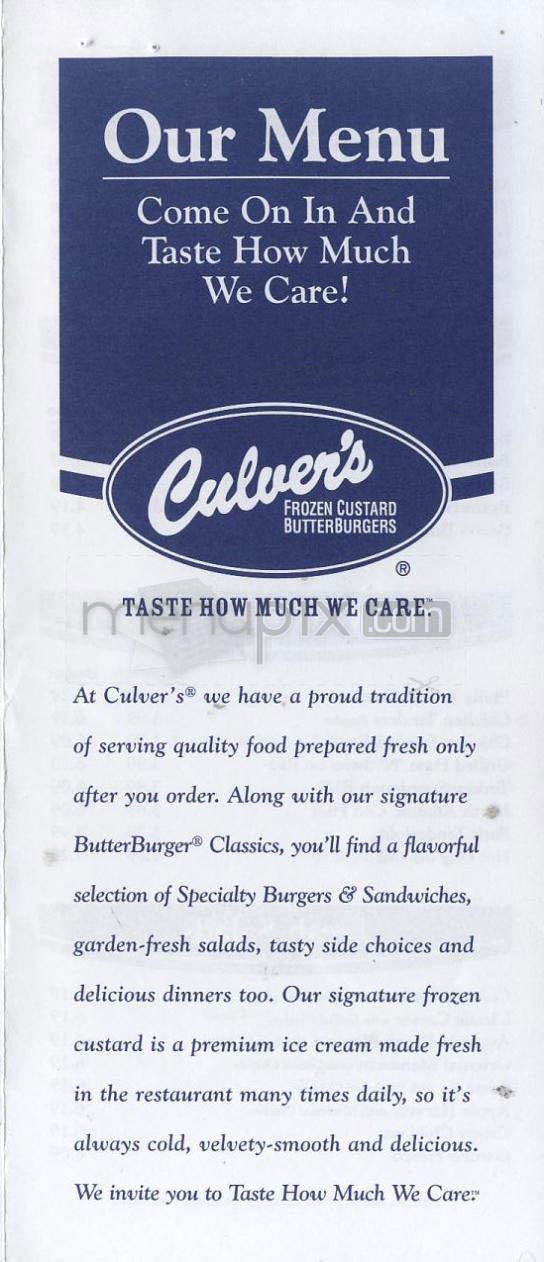 Our Menu
Come On In And
Taste How Much
We Care!
Culver's
FROZEN CUSTARD
BUTTERBURGERS
®
TASTE HOW MUCH WE CARE.™
menupix.com
At Culver's® we have a proud tradition
of serving quality food prepared fresh only
after you order. Along with our signature
ButterBurger® Classics, you'll find a flavorful
selection of Specialty Burgers & Sandwiches,
garden-fresh salads, tasty side choices and
delicious dinners too. Our signature frozen
custard is a premium ice cream made fresh
in the restaurant many times daily, so it's
always cold, velvety-smooth and delicious.
We invite you to Taste How Much We Care.™